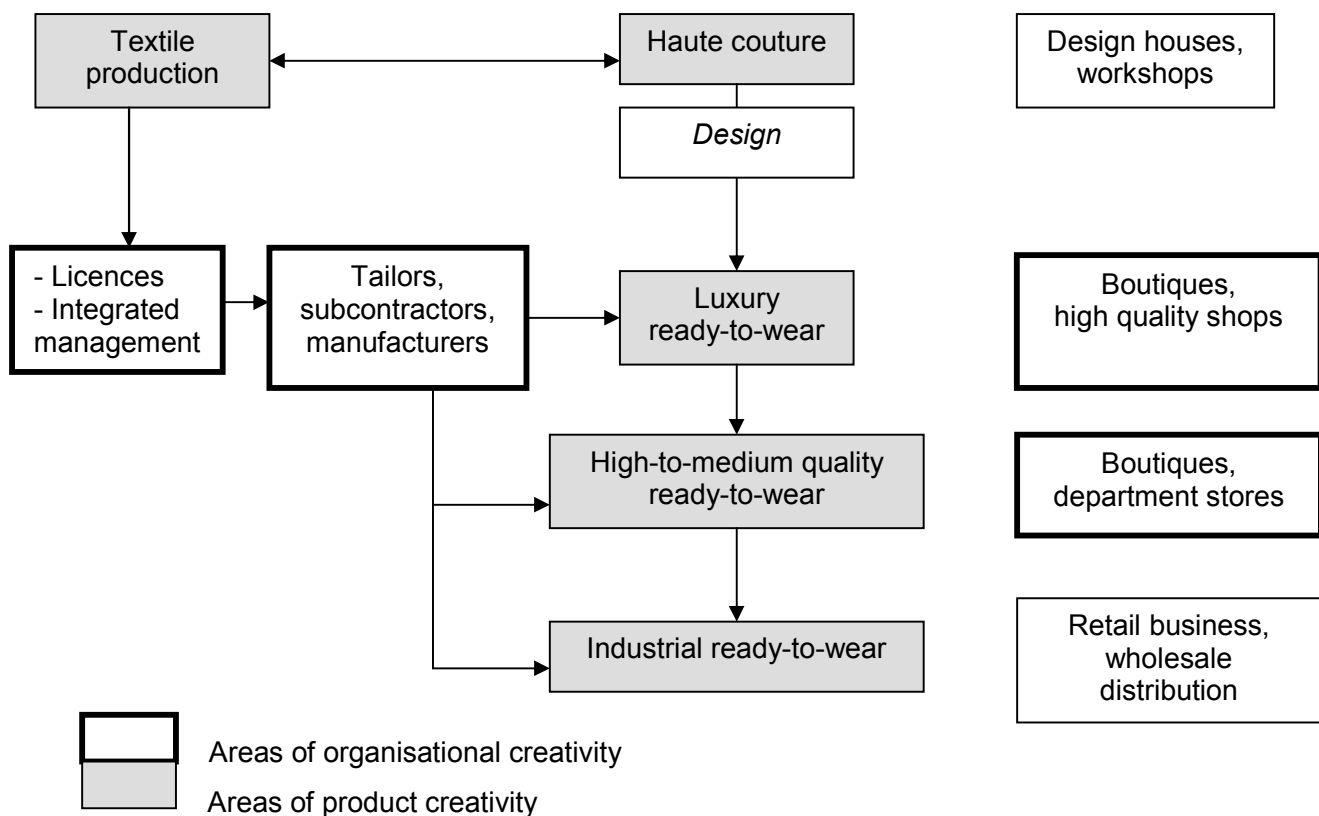 Textile
production
Haute couture
Design houses,
workshops
Design
- Licences
- Integrated
management
Tailors,
subcontractors,
manufacturers
Luxury
ready-to-wear
Boutiques,
high quality shops
High-to-medium quality
ready-to-wear
Boutiques,
department stores
Industrial ready-to-wear
Retail business,
wholesale
distribution
Areas of organisational creativity
Areas of product creativity